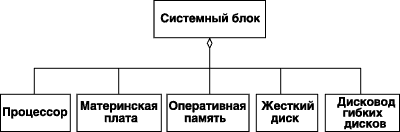 Системный блок
Процессор
Материнская
плата
Оперативная
память
Жесткий
диск
Дисковод
гибких
дисков